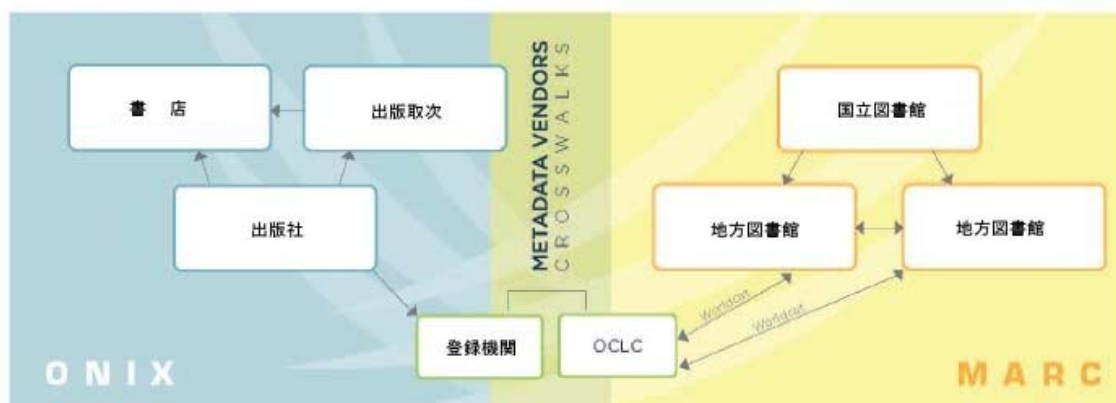 METADATA VENDORS
CROSSWALKS
書 店
出版取次
国立図書館
出版社
地方図書館
地方図書館
Worldcat
Worldcat
登録機関
OCLC
ONIX
MARC